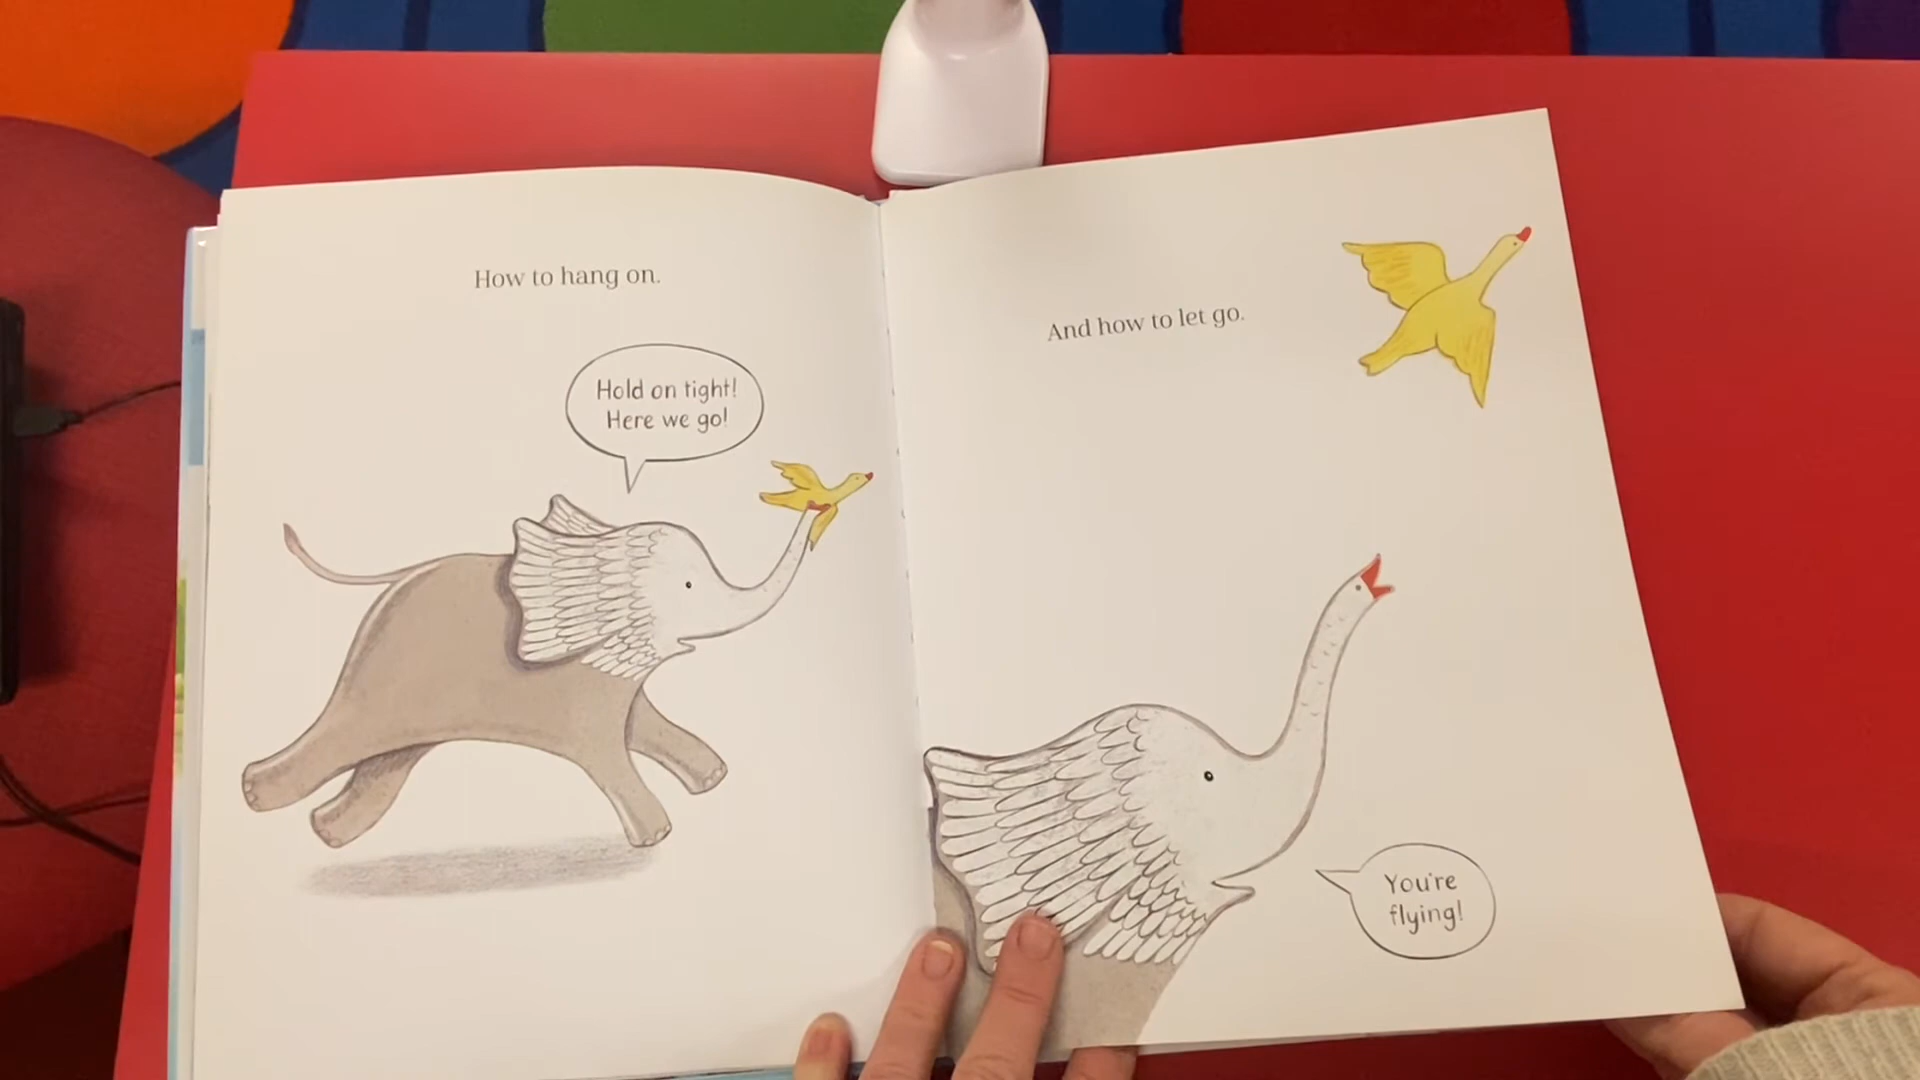 How to hang on.
Hold on tight!
Here we go!
And how to let go.
You're
flying!